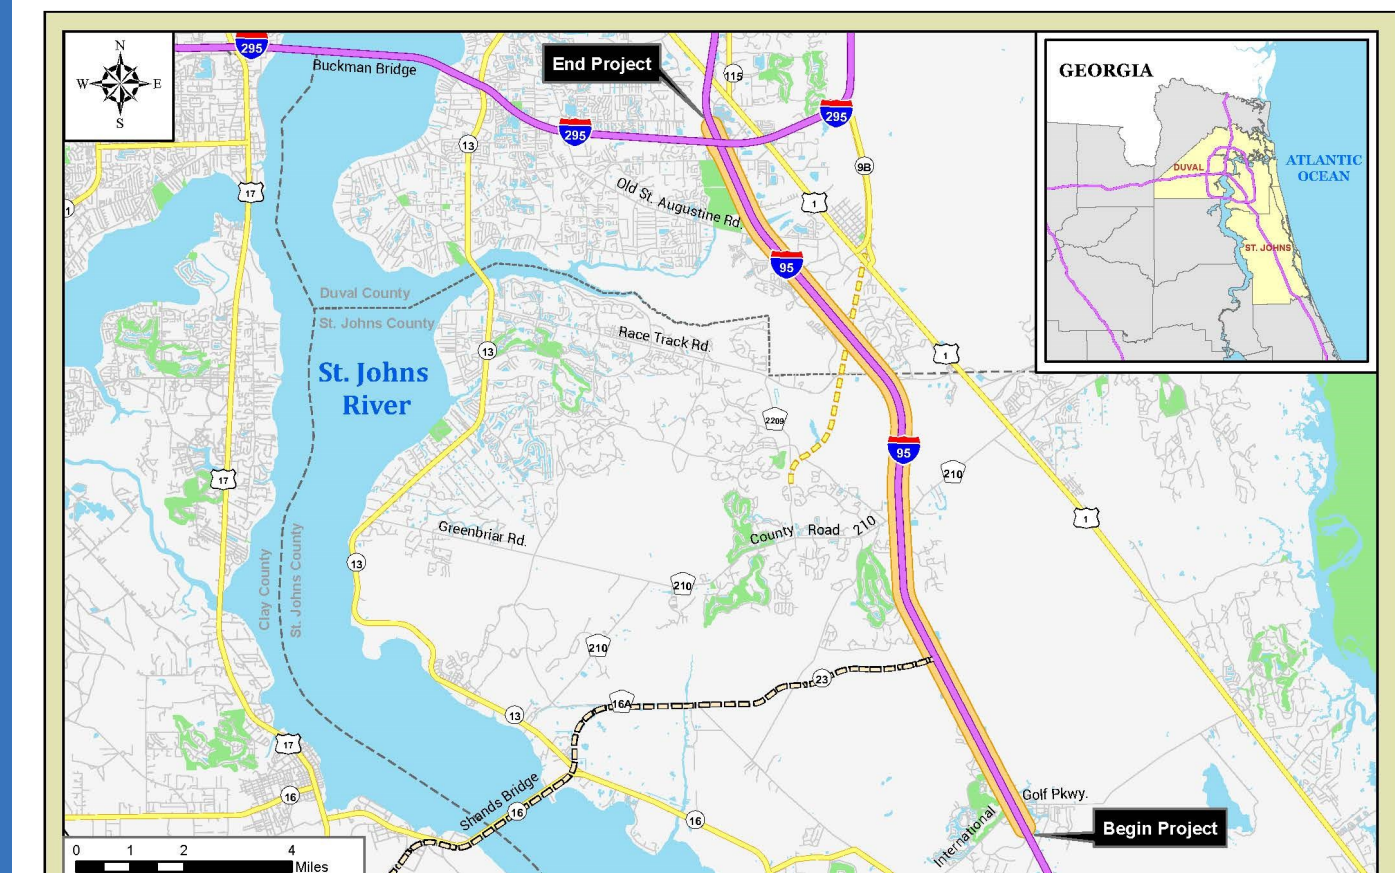 N
W E
S
295
Buckman Bridge
End Project
115
295
295
GEORGIA
DUVAL
ATLANTIC
OCEAN
ST. JOHNS
13
9B
17
1
1
Old St. Augustine Rd.
95
Duval County
St. Johns County
Race Track Rd.
13
1
St. Johns
River
2209
95
210
17
1
Greenbriar Rd.
County Road 210
13
Clay County
St. Johns County
210
210
23
16A
13
17
16
Shands Bridge
16
16
International
Golf Pkwy.
Begin Project
0 1 2 4
Miles